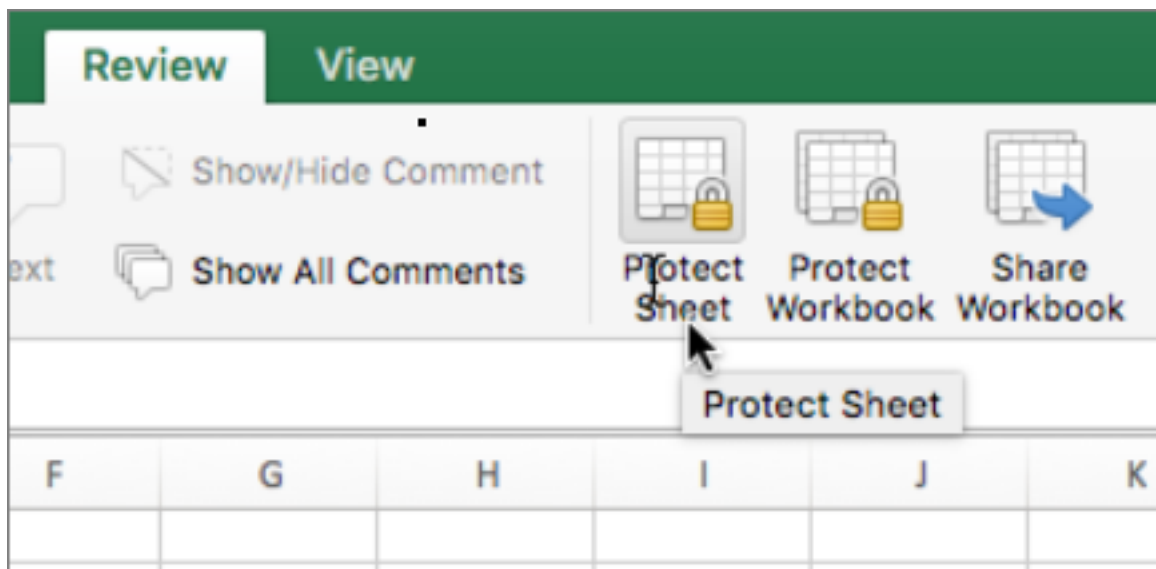 Review View
Show/Hide Comment
ext
Show All Comments
Protect Sheet
Protect Workbook
Share Workbook
Protect Sheet
F G H I J K